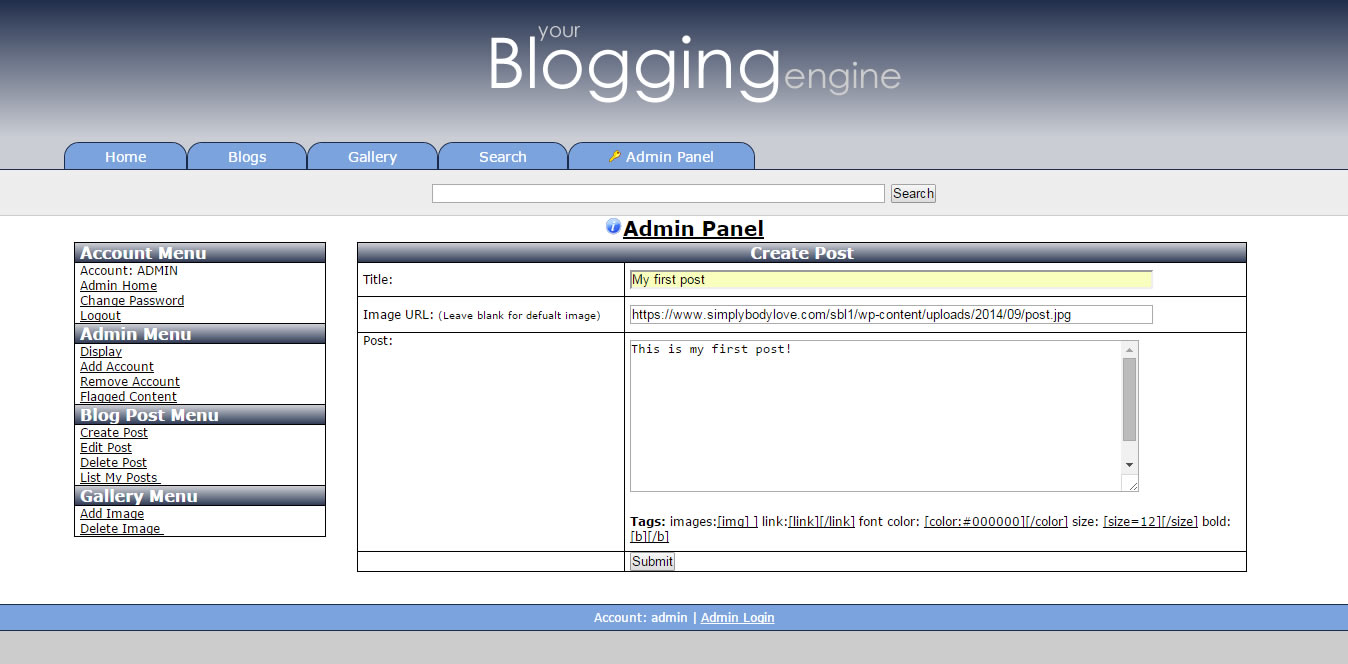 your
Blogging engine
Home Blogs Gallery Search Admin Panel
Search
Admin Panel
Account Menu
Account: ADMIN
Admin Home
Change Password
Logout
Admin Menu
Display
Add Account
Remove Account
Flagged Content
Blog Post Menu
Create Post
Edit Post
Delete Post
List My Posts
Gallery Menu
Add Image
Delete Image
Create Post
Title: My first post
Image URL: (Leave blank for defualt image) https://www.simplybodylove.com/sbl1/wp-content/uploads/2014/09/post.jpg
Post: This is my first post!
Tags: images:[img] ] link:[link][/link] font color: [color:#000000][/color] size: [size=12][/size] bold:
[b][/b]
Submit
Account: admin | Admin Login